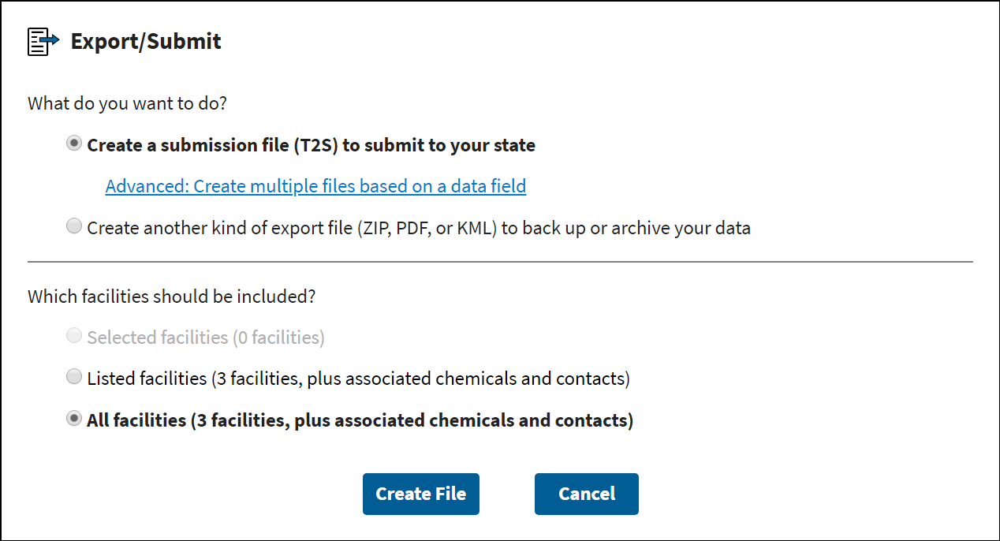 Export/Submit
What do you want to do?
Create a submission file (T2S) to submit to your state
Advanced: Create multiple files based on a data field
Create another kind of export file (ZIP, PDF, or KML) to back up or archive your data
Which facilities should be included?
Selected facilities (0 facilities)
Listed facilities (3 facilities, plus associated chemicals and contacts)
All facilities (3 facilities, plus associated chemicals and contacts)
Create File
Cancel